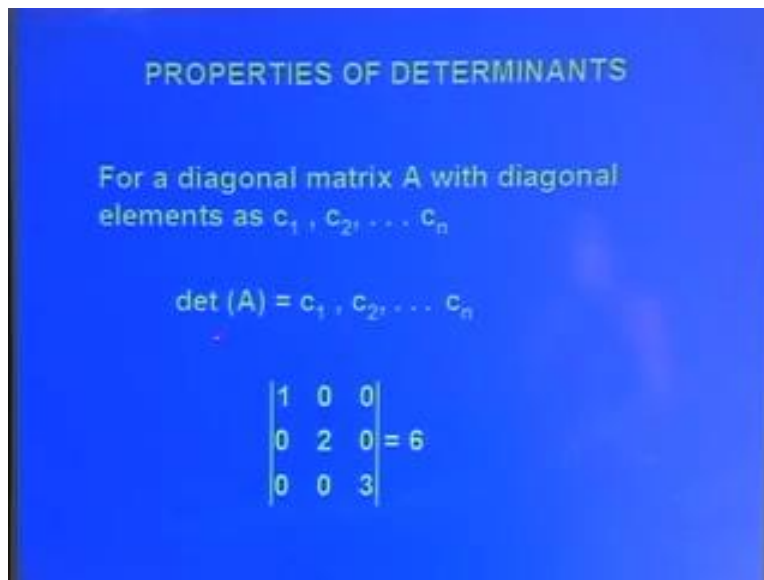 PROPERTIES OF DETERMINANTS
For a diagonal matrix A with diagonal
elements as c₁ , c₂, . . . cₙ
det (A) = c₁ , c₂, . . . cₙ
|1 0 0|
|0 2 0| = 6
|0 0 3|